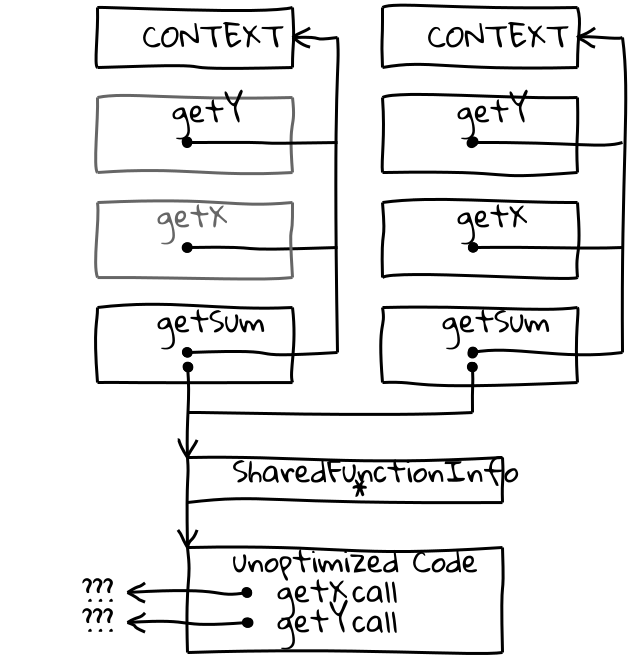 CONTEXT
CONTEXT
getY
getY
getX
getX
getSum
getSum
SharedFunctionInfo
*
Unoptimized Code
??? getX call
??? getY call